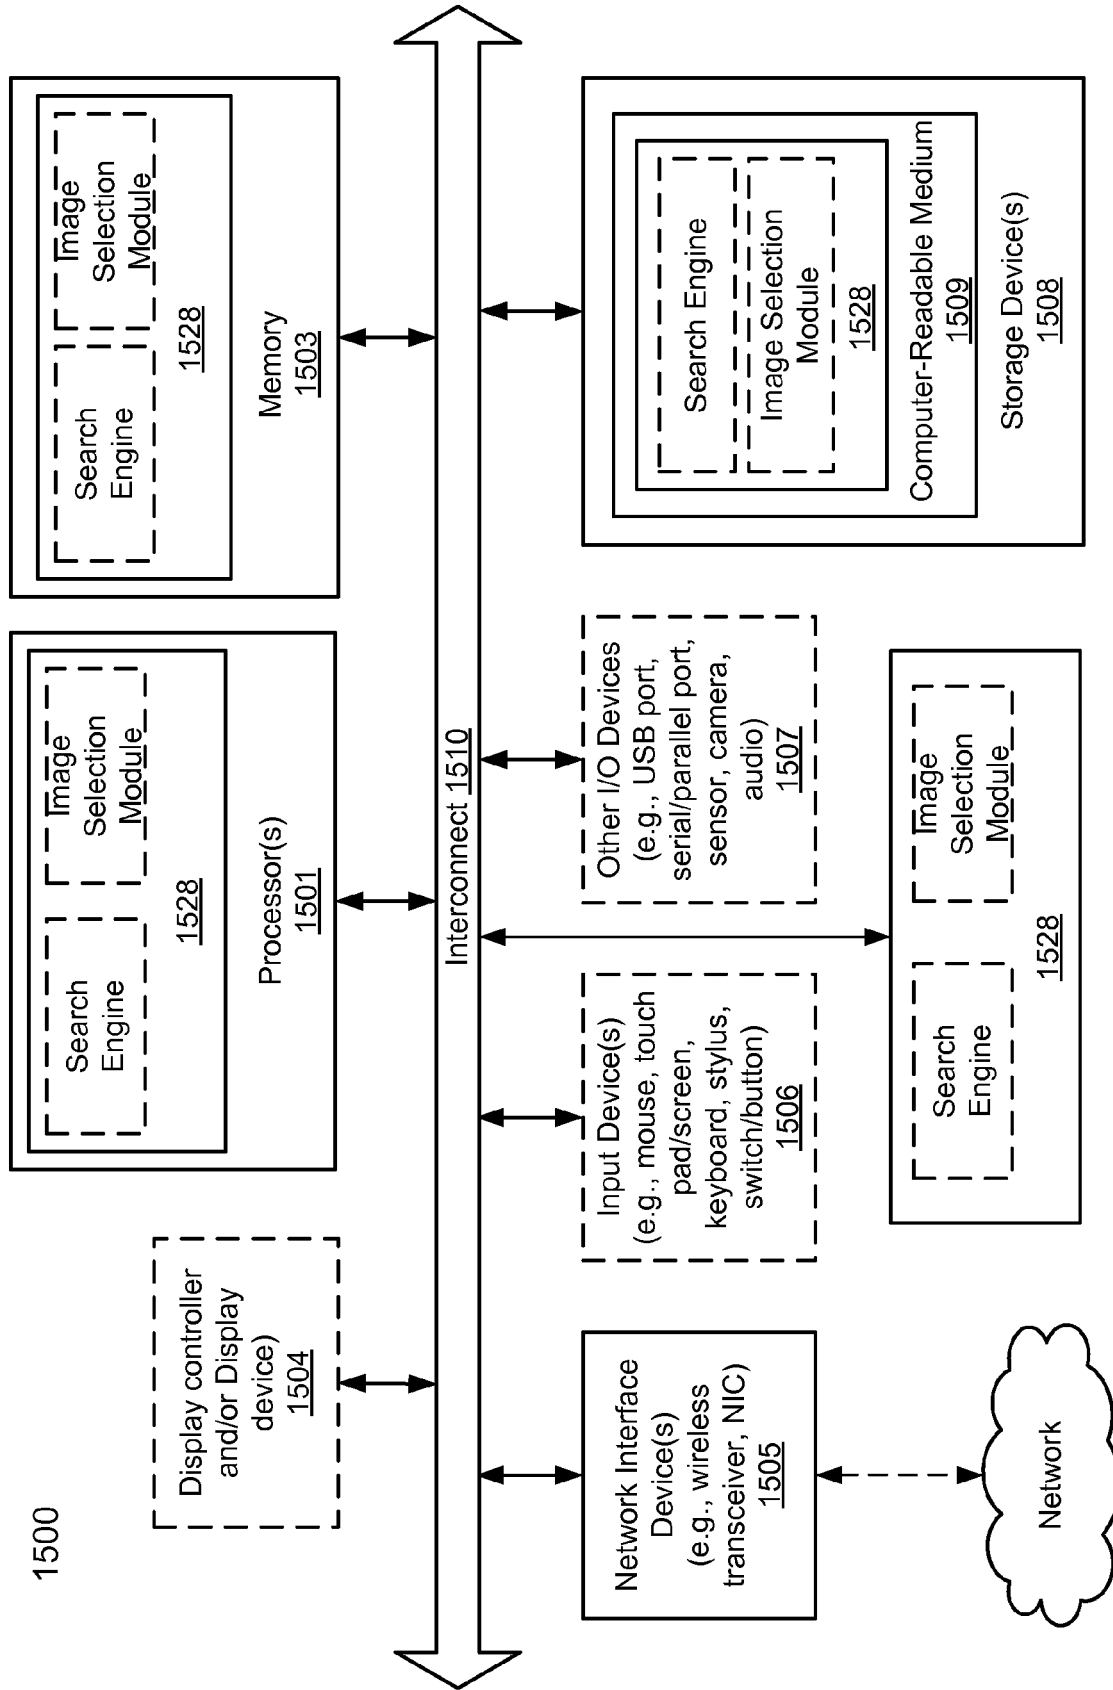 1500
Display controller
and/or Display
device)
1504
Search
Engine
Image
Selection
Module
1528
Processor(s)
1501
Search
Engine
Image
Selection
Module
1528
Memory
1503
Interconnect 1510
Network Interface
Device(s)
(e.g., wireless
transceiver, NIC)
1505
Network
Input Device(s)
(e.g., mouse, touch
pad/screen,
keyboard, stylus,
switch/button)
1506
Other I/O Devices
(e.g., USB port,
serial/parallel port,
sensor, camera,
audio)
1507
Search
Engine
Image
Selection
Module
1528
Search Engine
Image Selection
Module
1528
Computer-Readable Medium
1509
Storage Device(s)
1508